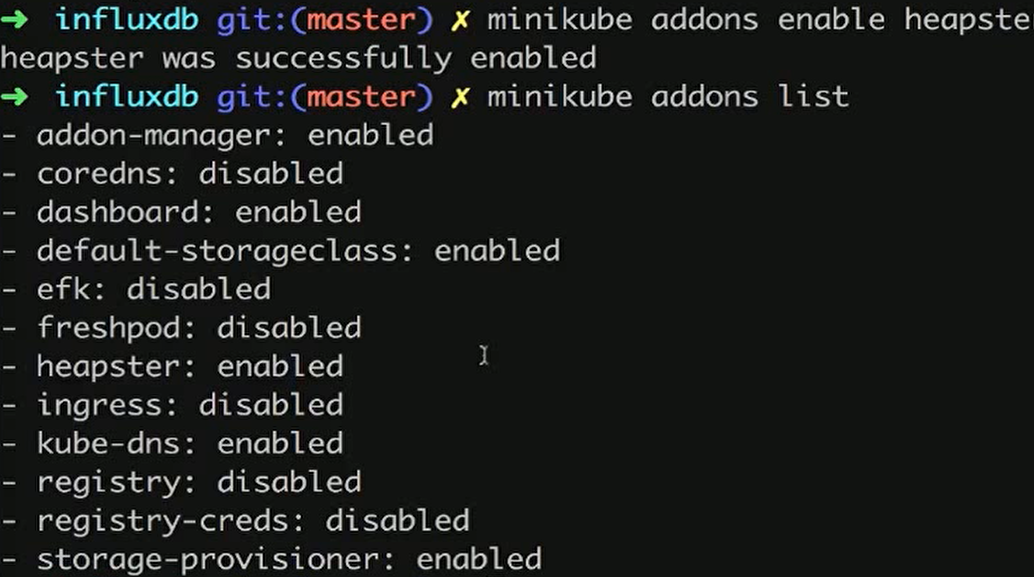 ➜ influxdb git:(master) ✗ minikube addons enable heapste
heapster was successfully enabled
➜ influxdb git:(master) ✗ minikube addons list
- addon-manager: enabled
- coredns: disabled
- dashboard: enabled
- default-storageclass: enabled
- efk: disabled
- freshpod: disabled
- heapster: enabled
- ingress: disabled
- kube-dns: enabled
- registry: disabled
- registry-creds: disabled
- storage-provisioner: enabled